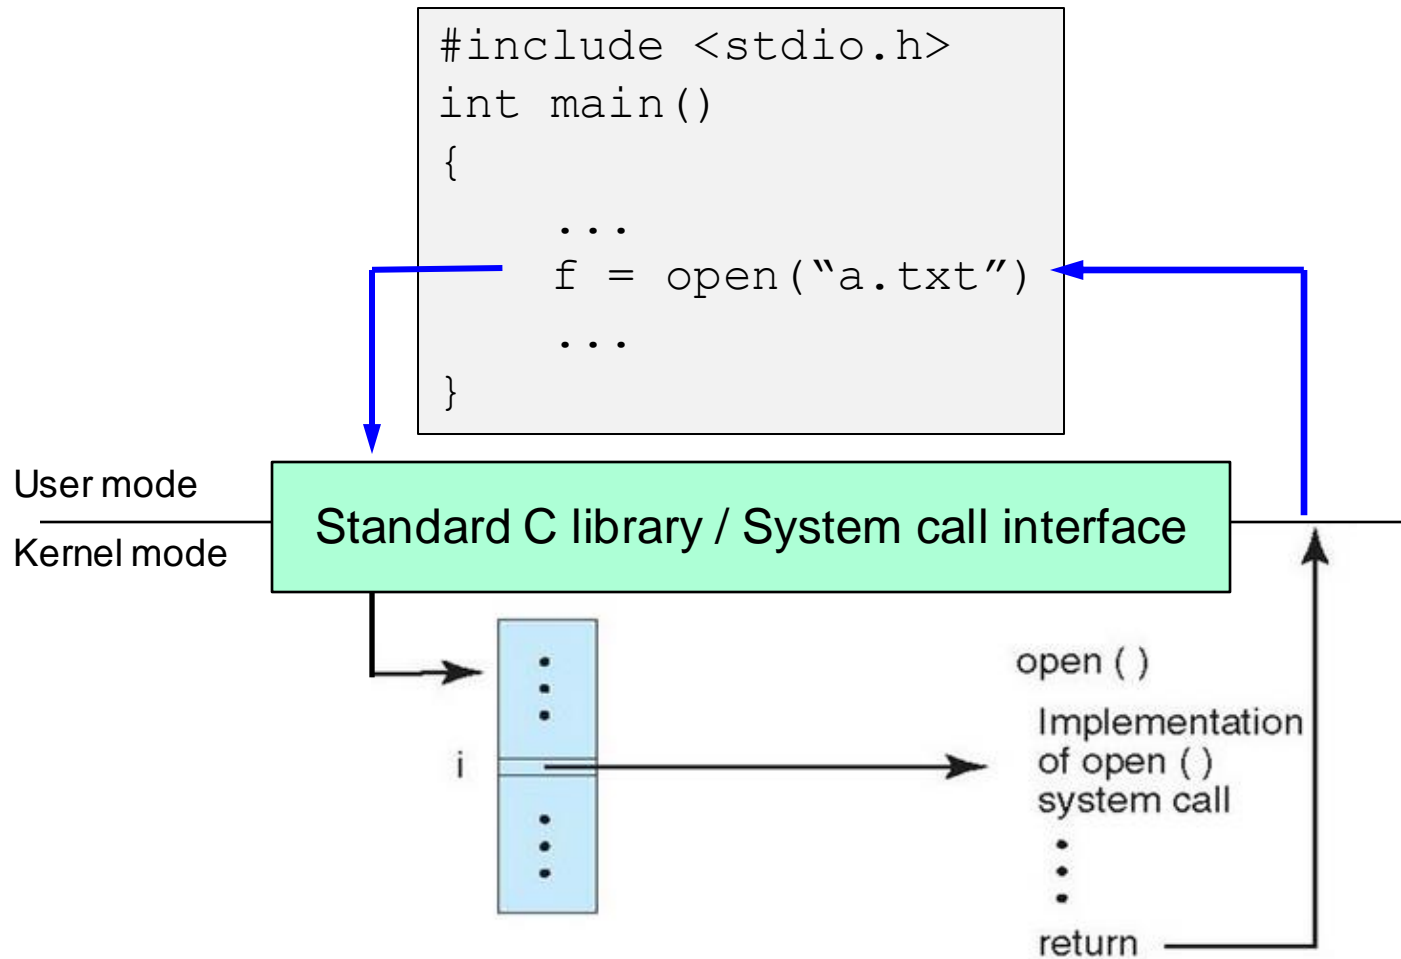 #include <stdio.h>
int main()
{
...
f = open(“a.txt”)
...
}
User mode
Standard C library / System call interface
Kernel mode
open ( )
Implementation
i
of open ( )
system call
return